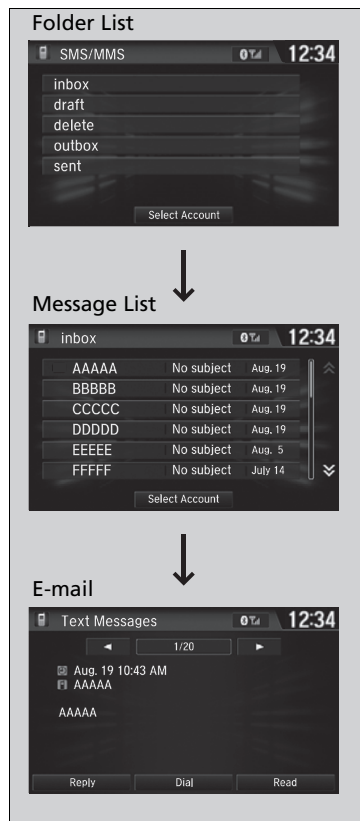 Folder List
SMS/MMS 12:34
inbox
draft
delete
outbox
sent
Select Account
Message List
inbox 12:34
AAAAA No subject Aug. 19
BBBBB No subject Aug. 19
CCCCC No subject Aug. 19
DDDDD No subject Aug. 19
EEEEE No subject Aug. 5
FFFFF No subject July 14
Select Account
E-mail
Text Messages 12:34
1/20
Aug. 19 10:43 AM
AAAAA
AAAAA
Reply Dial Read